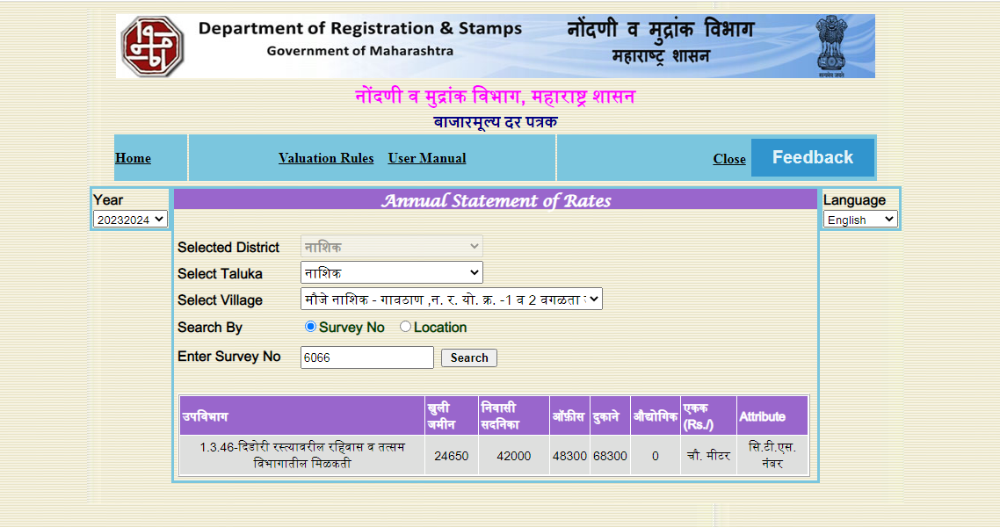 Department of Registration & Stamps
Government of Maharashtra
नोंदणी व मुद्रांक विभाग
महाराष्ट्र शासन
नोंदणी व मुद्रांक विभाग, महाराष्ट्र शासन
बाजारमूल्य दर पत्रक
Home Valuation Rules User Manual Close Feedback
Year
20232024
Annual Statement of Rates
Language
English
Selected District नाशिक
Select Taluka नाशिक
Select Village मौजे नाशिक - गावठाण ,न. र. यो. क्र. -1 व 2 वगळता
Search By Survey No Location
Enter Survey No 6066 Search
उपविभाग खुली जमीन निवासी सदनिका ऑफ़ीस दुकाने औद्योगिक एकक (Rs./) Attribute
1.3.46-दिडोरी रस्त्यावरील रहिवास व तत्सम विभागातील मिळकती 24650 42000 48300 68300 0 चौ. मीटर सि.टी.एस. नंबर